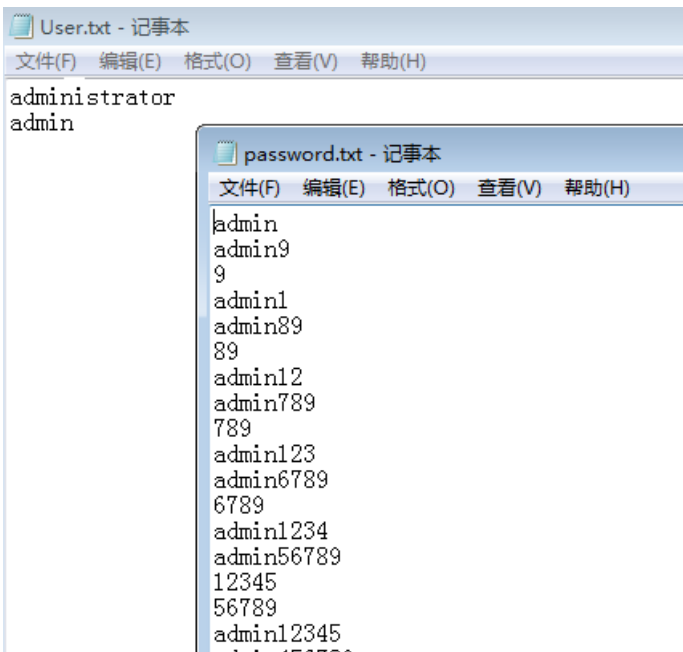 User.txt - 记事本
文件(F) 编辑(E) 格式(O) 查看(V) 帮助(H)
administrator
admin
password.txt - 记事本
文件(F) 编辑(E) 格式(O) 查看(V) 帮助(H)
admin
admin9
9
admin1
admin89
89
admin12
admin789
789
admin123
admin6789
6789
admin1234
admin56789
12345
56789
admin12345